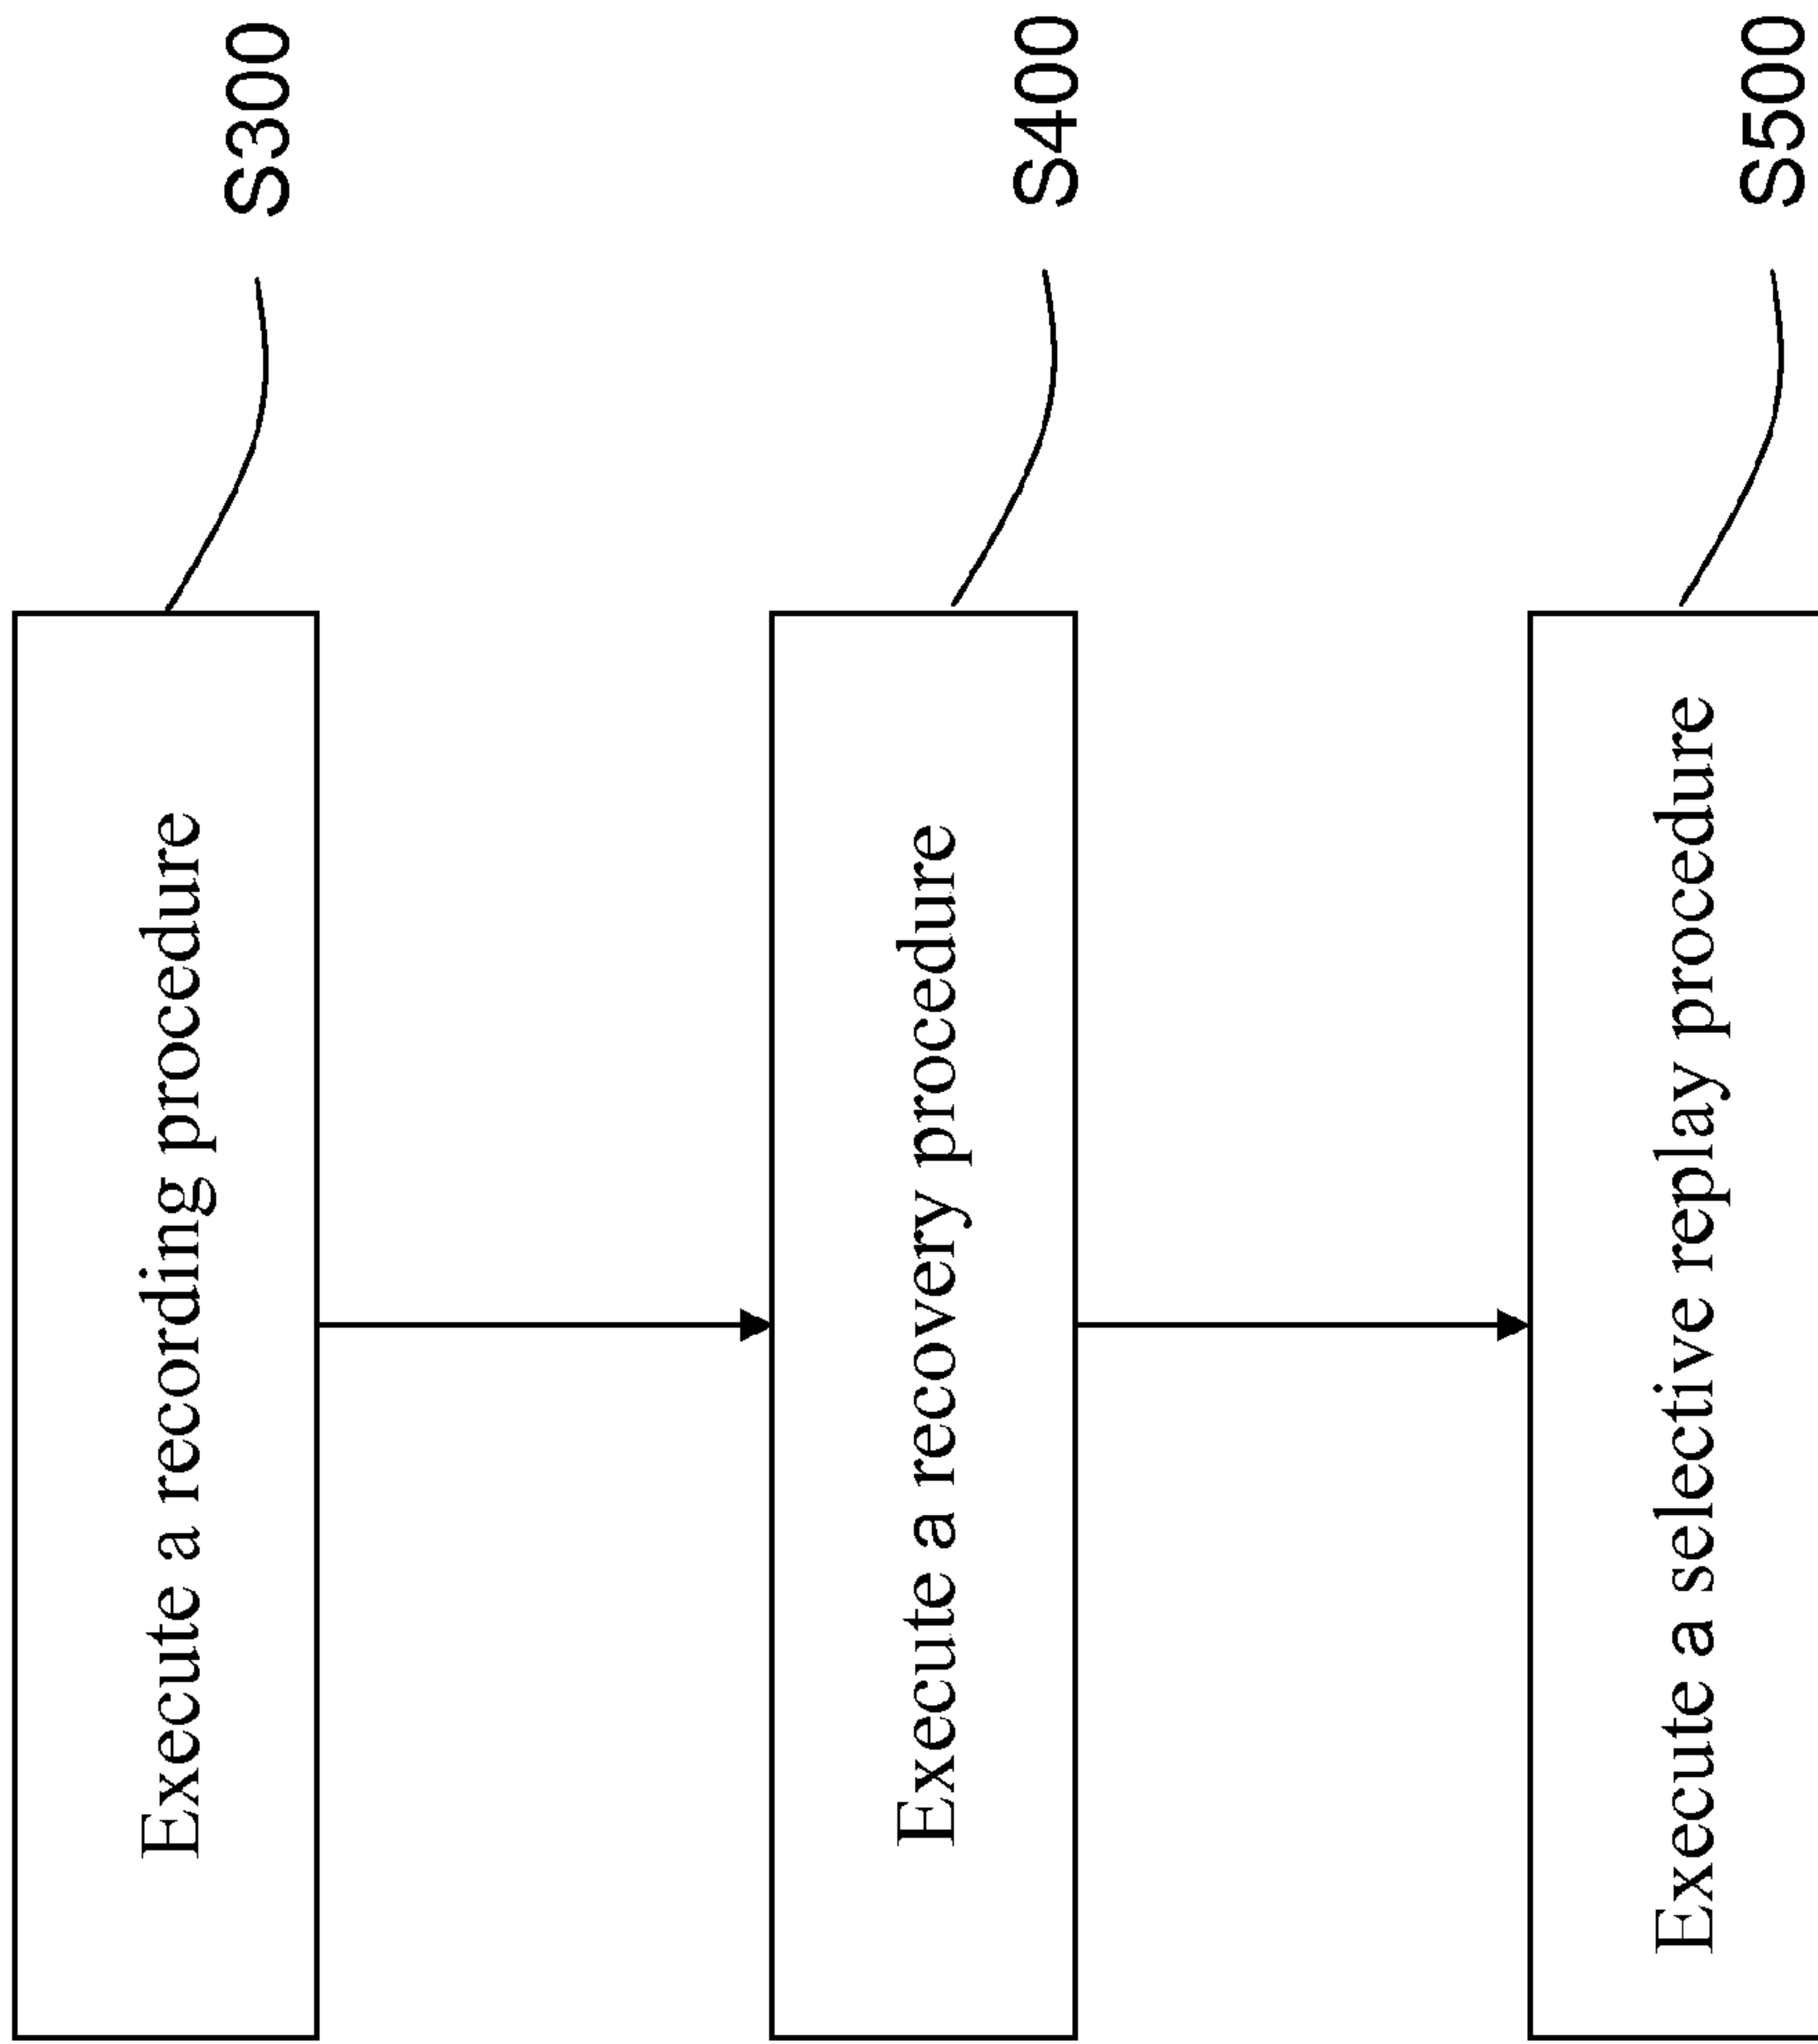 Execute a recording procedure
S300
Execute a recovery procedure
S400
Execute a selective replay procedure
S500